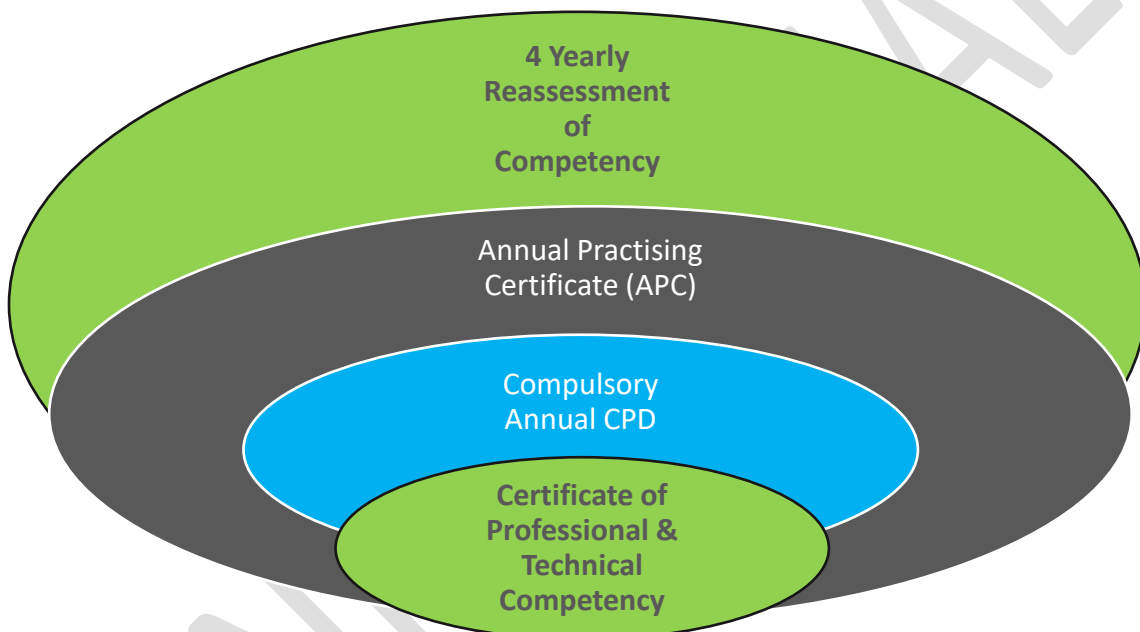 4 Yearly
Reassessment
of
Competency
Annual Practising
Certificate (APC)
Compulsory
Annual CPD
Certificate of
Professional &
Technical
Competency